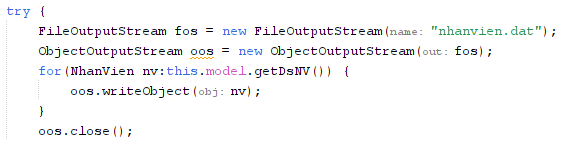 try {
FileOutputStream fos = new FileOutputStream(name: "nhanvien.dat");
ObjectOutputStream oos = new ObjectOutputStream(out: fos);
for(NhanVien nv:this.model.getDsNV()) {
oos.writeObject(obj: nv);
}
oos.close();